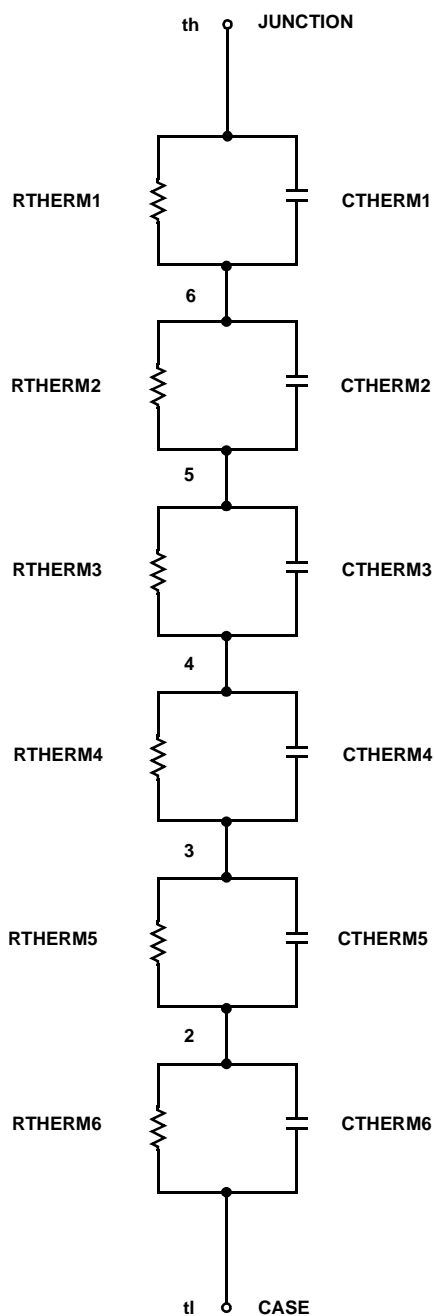 th JUNCTION
RTHERM1 CTHERM1
6
RTHERM2 CTHERM2
5
RTHERM3 CTHERM3
4
RTHERM4 CTHERM4
3
RTHERM5 CTHERM5
2
RTHERM6 CTHERM6
tl CASE